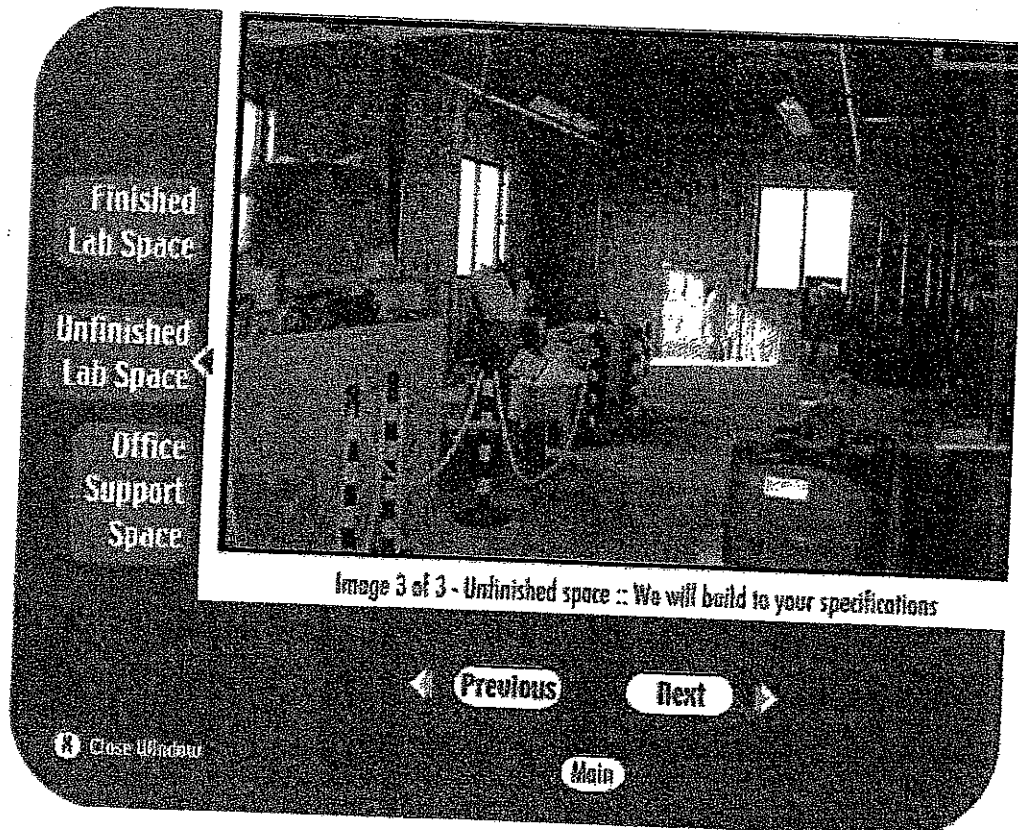 Finished
Lab Space
Unfinished
Lab Space
Office
Support
Space
Image 3 of 3 - Unfinished space :: We will build to your specifications
Previous
Next
X Close Window
Main